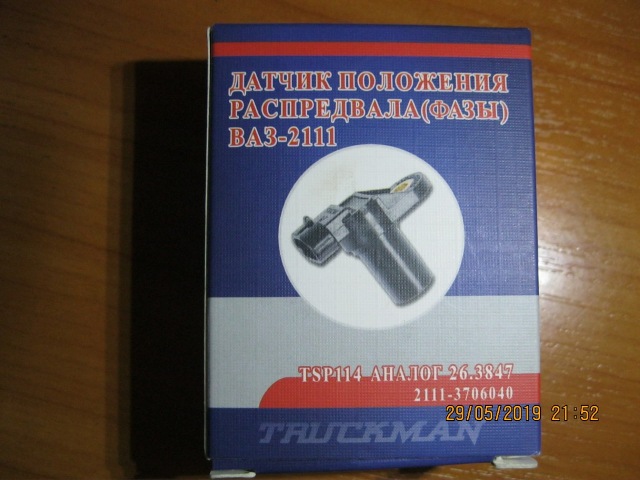 ДАТЧИК ПОЛОЖЕНИЯ
РАСПРЕДВАЛА(ФАЗЫ)
ВАЗ-2111
TSP114 АНАЛОГ 26.3847
2111-3706040
29/05/2019 21:52
TRUCKMAN